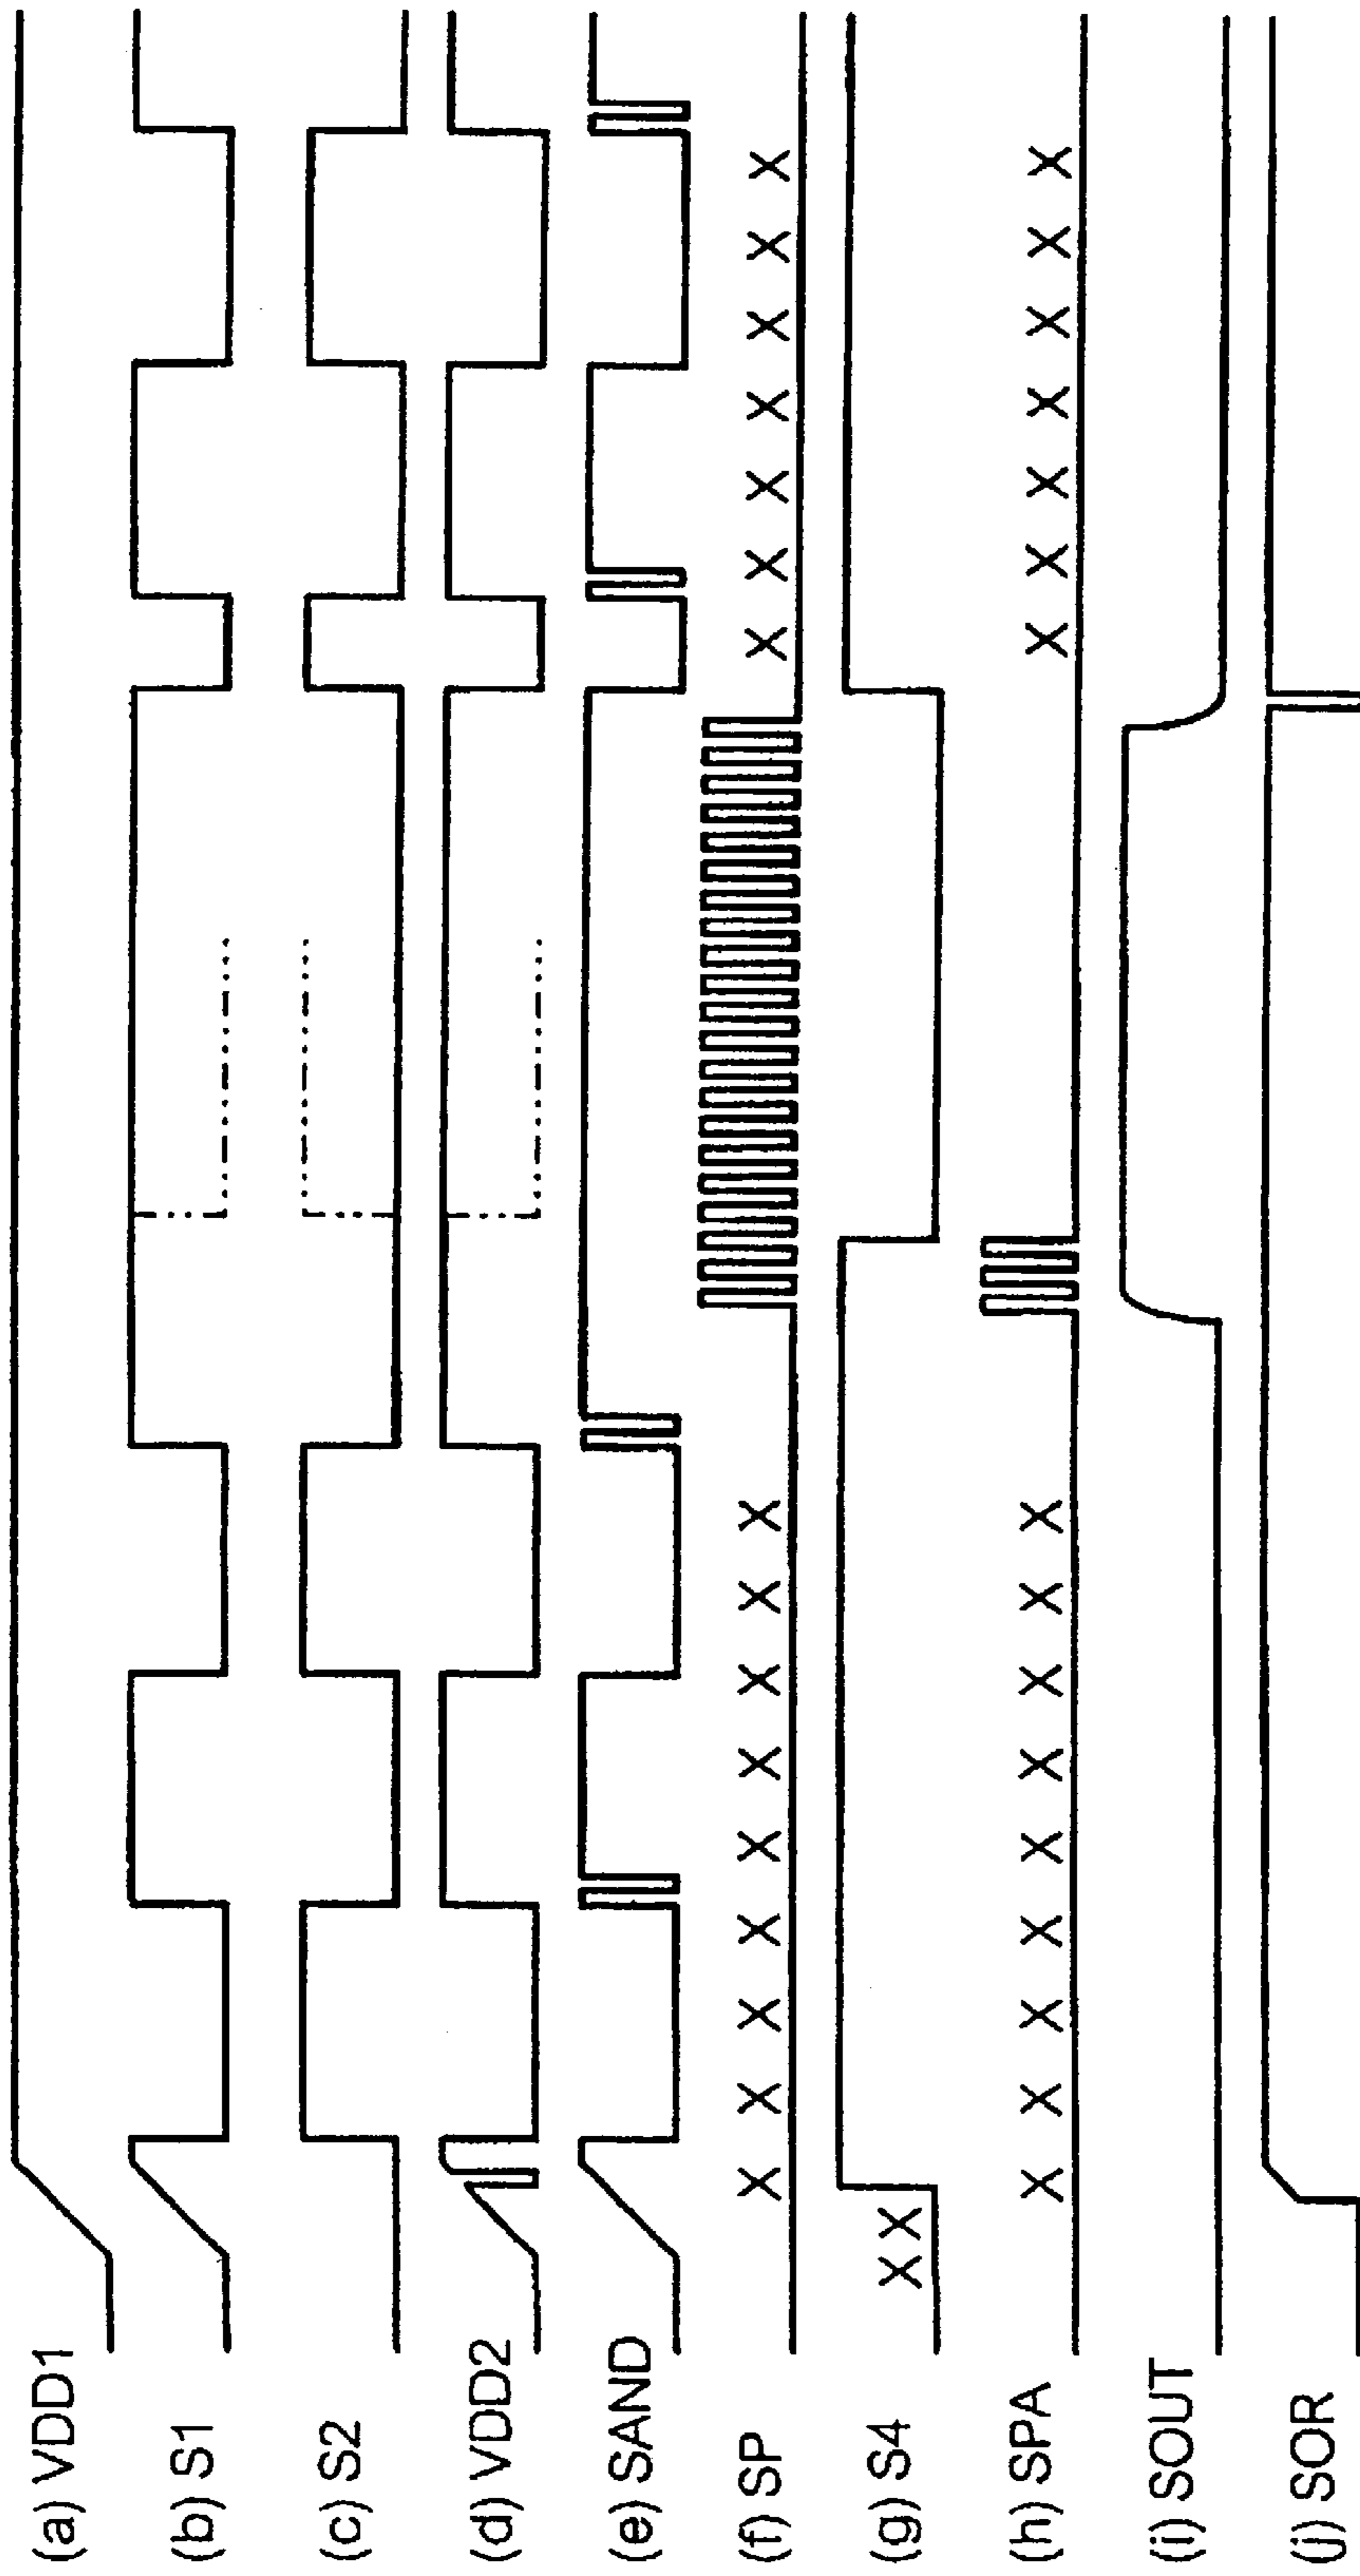 (a) VDD1
(b) S1
(c) S2
(d) VDD2
(e) SAND
(f) SP X X X X X X X X X X X X X X X X
(g) S4 X X
(h) SPA X X X X X X X X X X X X X X X X
(i) SOUT
(j) SOR